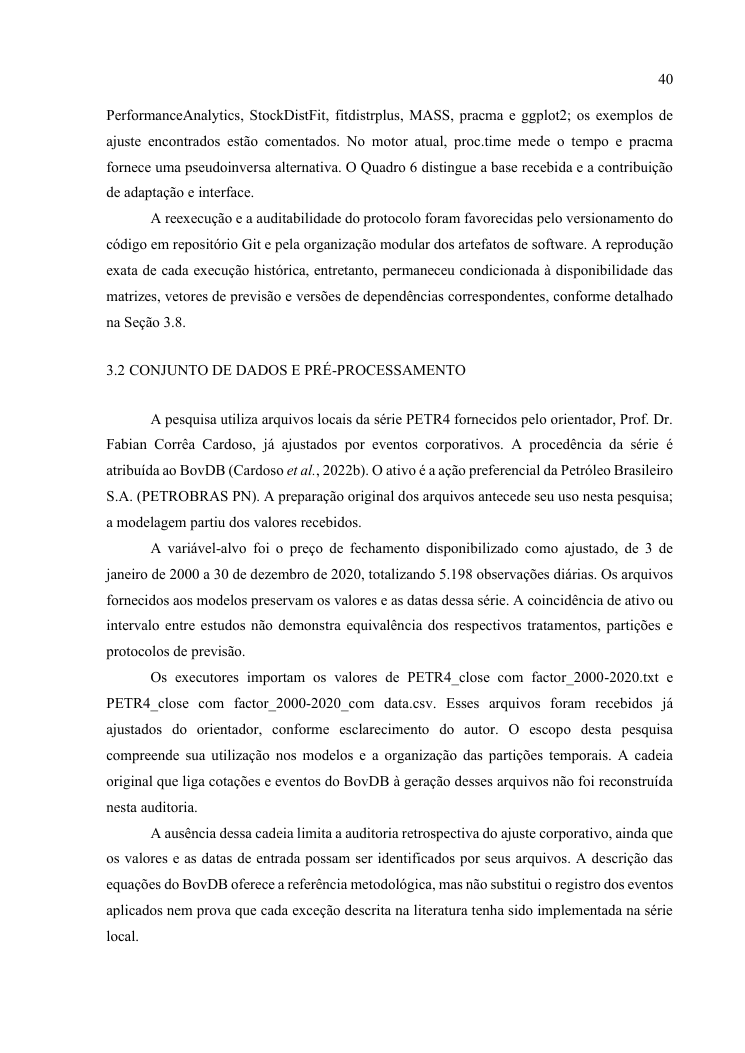 40
PerformanceAnalytics, StockDistFit, fitdistrplus, MASS, pracma e ggplot2; os exemplos de
ajuste encontrados estão comentados. No motor atual, proc.time mede o tempo e pracma
fornece uma pseudoinversa alternativa. O Quadro 6 distingue a base recebida e a contribuição
de adaptação e interface.
A reexecução e a auditabilidade do protocolo foram favorecidas pelo versionamento do
código em repositório Git e pela organização modular dos artefatos de software. A reprodução
exata de cada execução histórica, entretanto, permaneceu condicionada à disponibilidade das
matrizes, vetores de previsão e versões de dependências correspondentes, conforme detalhado
na Seção 3.8.
3.2 CONJUNTO DE DADOS E PRÉ-PROCESSAMENTO
A pesquisa utiliza arquivos locais da série PETR4 fornecidos pelo orientador, Prof. Dr.
Fabian Corrêa Cardoso, já ajustados por eventos corporativos. A procedência da série é
atribuída ao BovDB (Cardoso et al., 2022b). O ativo é a ação preferencial da Petróleo Brasileiro
S.A. (PETROBRAS PN). A preparação original dos arquivos antecede seu uso nesta pesquisa;
a modelagem partiu dos valores recebidos.
A variável-alvo foi o preço de fechamento disponibilizado como ajustado, de 3 de
janeiro de 2000 a 30 de dezembro de 2020, totalizando 5.198 observações diárias. Os arquivos
fornecidos aos modelos preservam os valores e as datas dessa série. A coincidência de ativo ou
intervalo entre estudos não demonstra equivalência dos respectivos tratamentos, partições e
protocolos de previsão.
Os executores importam os valores de PETR4_close com factor_2000-2020.txt e
PETR4_close com factor_2000-2020_com data.csv. Esses arquivos foram recebidos já
ajustados do orientador, conforme esclarecimento do autor. O escopo desta pesquisa
compreende sua utilização nos modelos e a organização das partições temporais. A cadeia
original que liga cotações e eventos do BovDB à geração desses arquivos não foi reconstruída
nesta auditoria.
A ausência dessa cadeia limita a auditoria retrospectiva do ajuste corporativo, ainda que
os valores e as datas de entrada possam ser identificados por seus arquivos. A descrição das
equações do BovDB oferece a referência metodológica, mas não substitui o registro dos eventos
aplicados nem prova que cada exceção descrita na literatura tenha sido implementada na série
local.